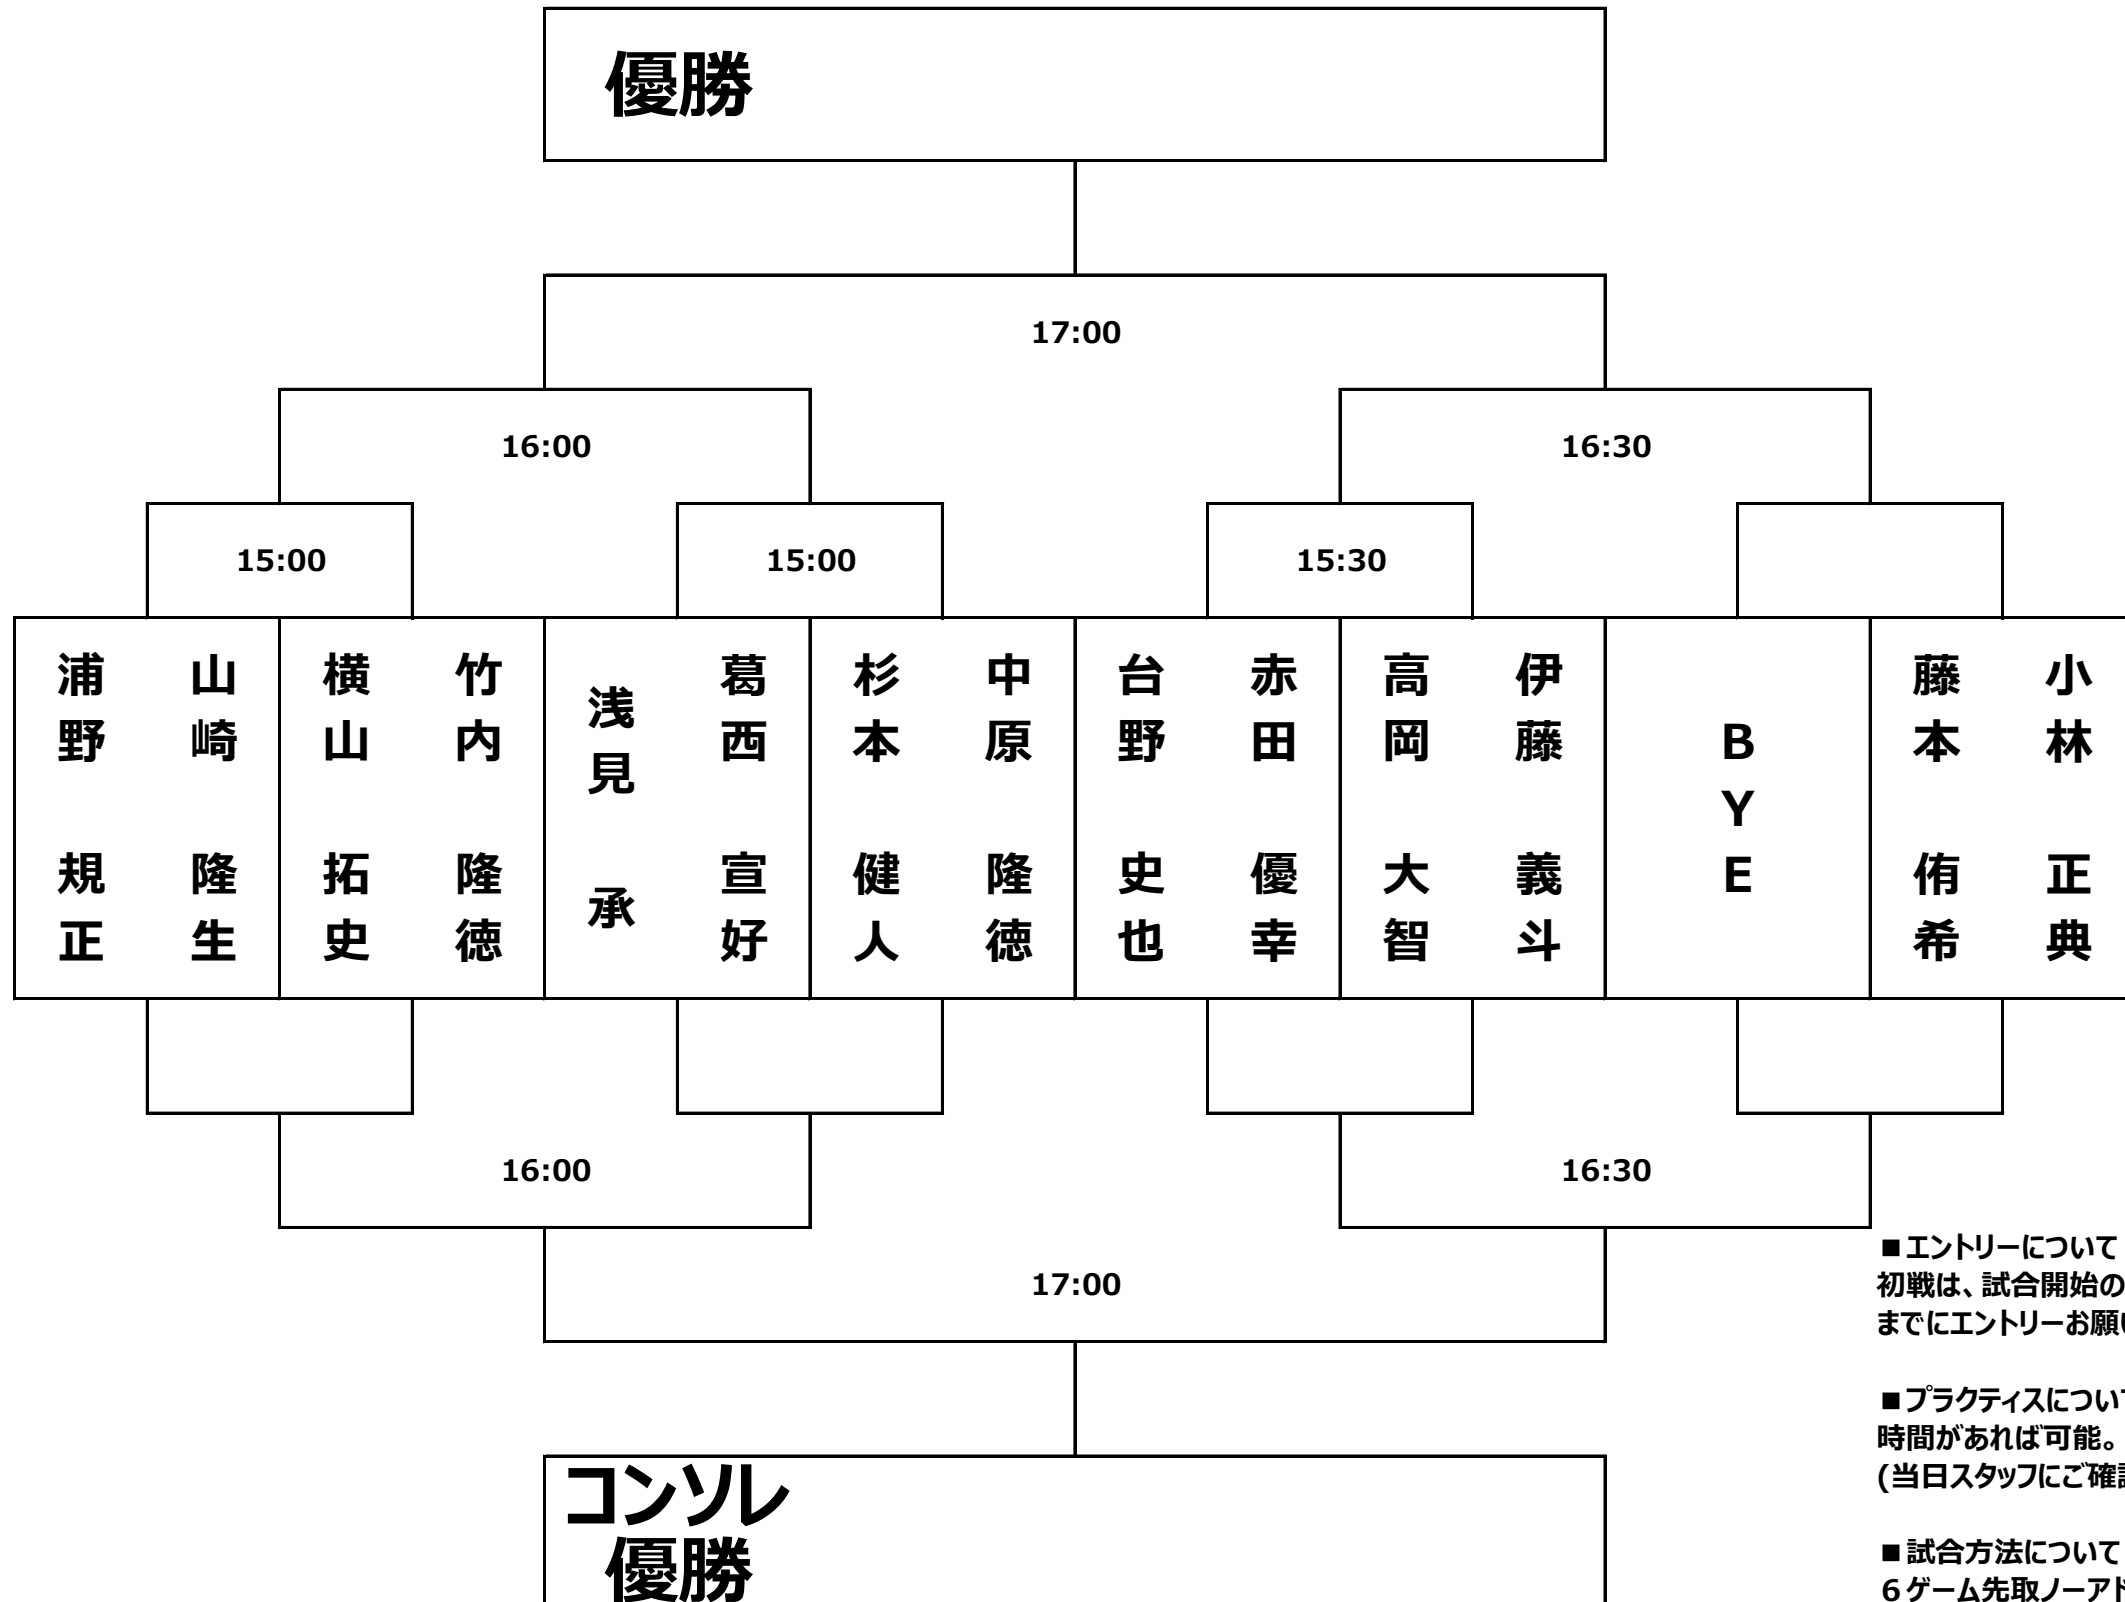 優勝
17:00
16:00
16:30
15:00
15:00
15:30
浦野 規正
山崎 隆生
横山 拓史
竹内 隆徳
浅見 承
葛西 宣好
杉本 健人
中原 隆徳
台野 史也
赤田 優幸
高岡 大智
伊藤 義斗
BYE
藤本 侑希
小林 正典
16:00
16:30
17:00
コンソレ
優勝
■エントリーについて
初戦は、試合開始の
までにエントリーお願
■プラクティスについ
時間があれば可能。
(当日スタッフにご確
■試合方法について
6ゲーム先取ノーア